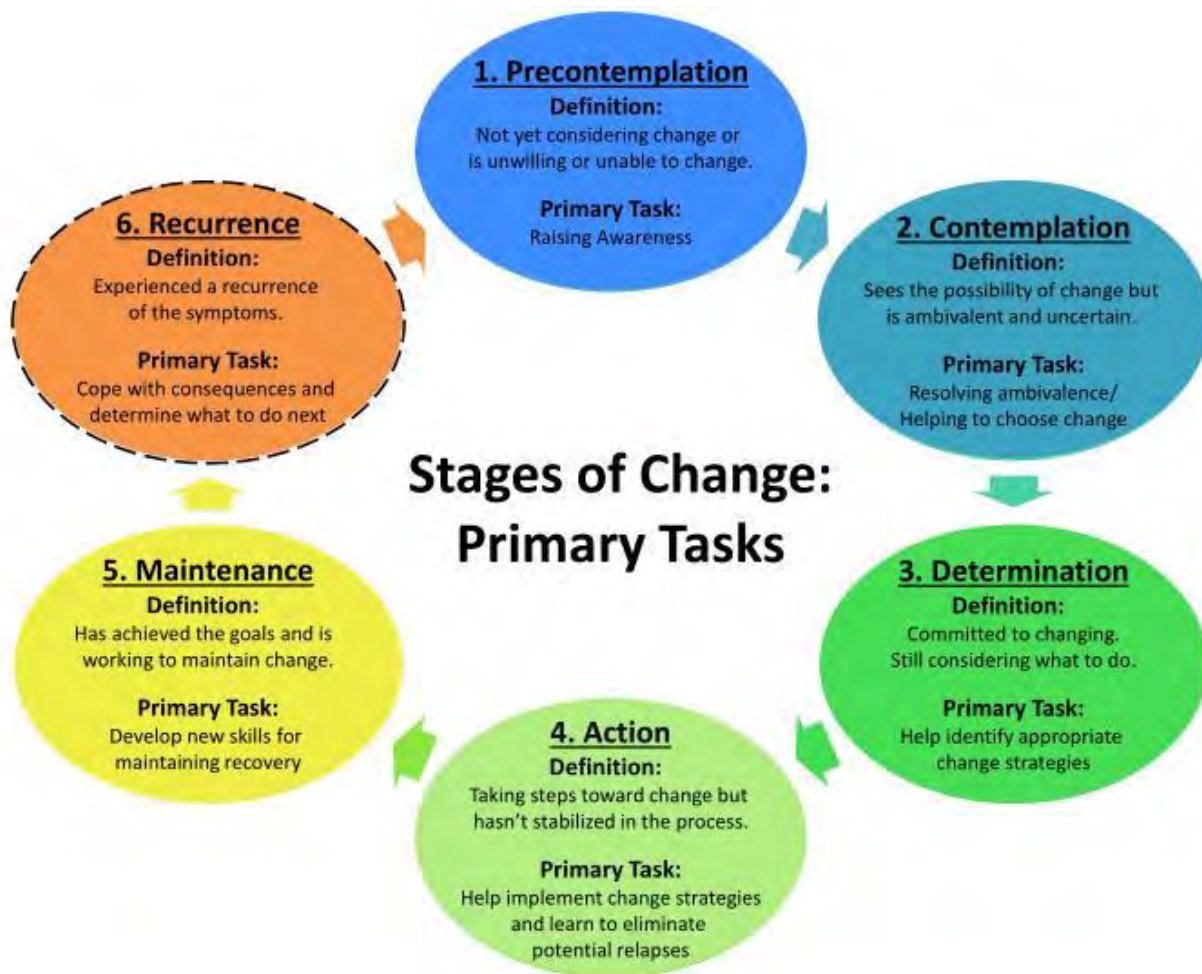 1. Precontemplation
Definition:
Not yet considering change or
is unwilling or unable to change.
Primary Task:
Raising Awareness
2. Contemplation
Definition:
Sees the possibility of change but
is ambivalent and uncertain.
Primary Task:
Resolving ambivalence/
Helping to choose change
3. Determination
Definition:
Committed to changing.
Still considering what to do.
Primary Task:
Help identify appropriate
change strategies
4. Action
Definition:
Taking steps toward change but
hasn't stabilized in the process.
Primary Task:
Help implement change strategies
and learn to eliminate
potential relapses
5. Maintenance
Definition:
Has achieved the goals and is
working to maintain change.
Primary Task:
Develop new skills for
maintaining recovery
6. Recurrence
Definition:
Experienced a recurrence
of the symptoms.
Primary Task:
Cope with consequences and
determine what to do next
Stages of Change:
Primary Tasks